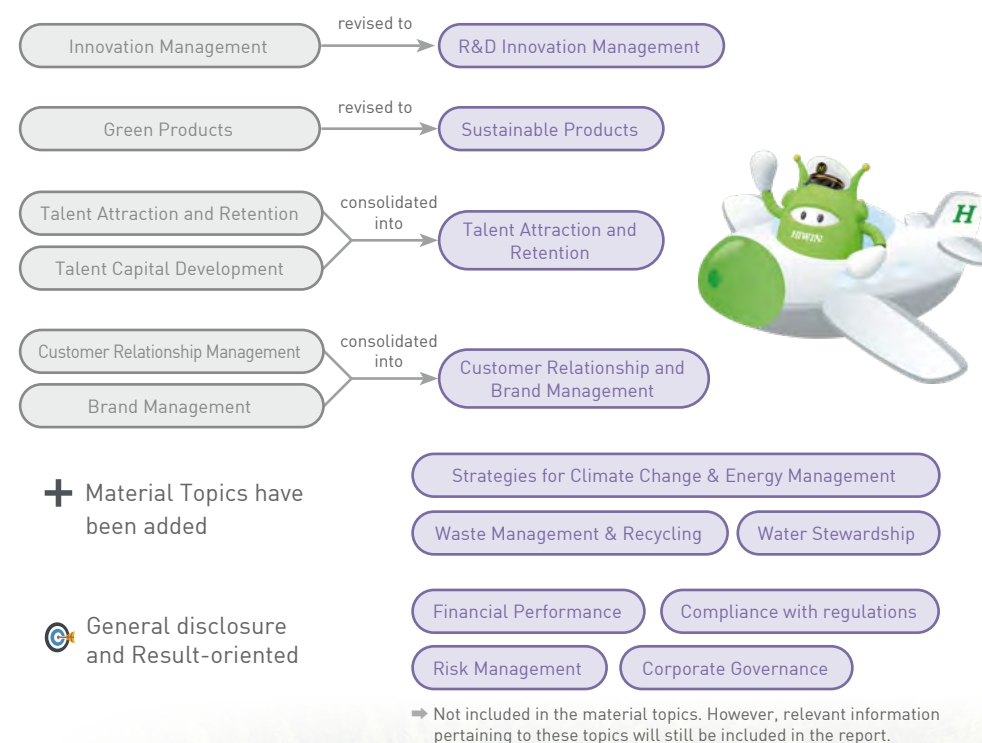 revised to
Innovation Management
R&D Innovation Management
revised to
Green Products
Sustainable Products
Talent Attraction and Retention
Talent Capital Development
consolidated
into
Talent Attraction and
Retention
HIWIN
H
Customer Relationship Management
Brand Management
consolidated
into
Customer Relationship and
Brand Management
Material Topics have
been added
Strategies for Climate Change & Energy Management
Waste Management & Recycling
Water Stewardship
General disclosure
and Result-oriented
Financial Performance
Compliance with regulations
Risk Management
Corporate Governance
➡ Not included in the material topics. However, relevant information
pertaining to these topics will still be included in the report.